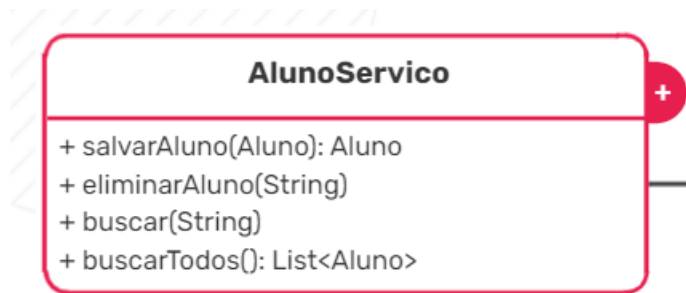 AlunoServico
+
+ salvarAluno(Aluno): Aluno
+ eliminarAluno(String)
+ buscar(String)
+ buscarTodos(): List<Aluno>